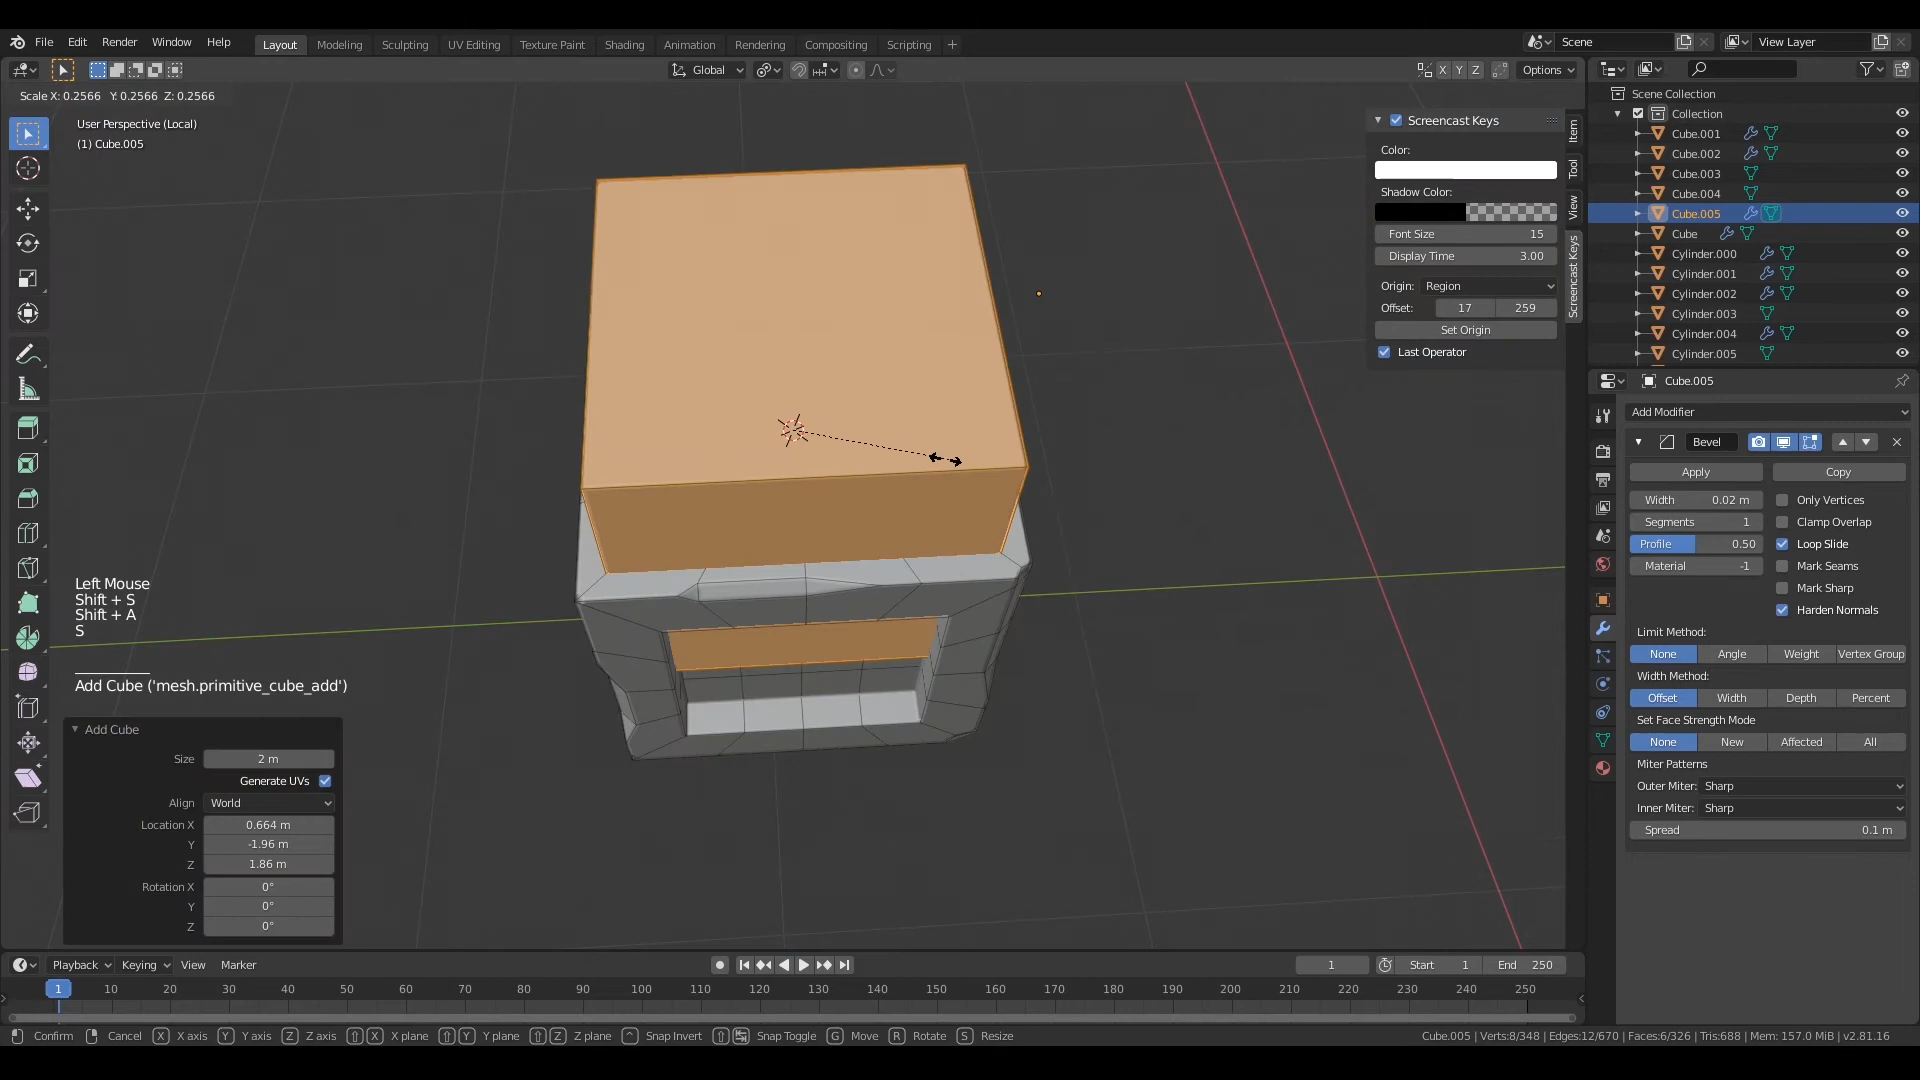 File Edit Render Window Help Layout Modeling Sculpting UV Editing Texture Paint Shading Animation Rendering Compositing Scripting + Scene View Layer
Global X Y Z Options
Scale X: 0.2566 Y: 0.2566 Z: 0.2566
User Perspective (Local)
(1) Cube.005
Screencast Keys
Color:
Shadow Color:
Font Size 15
Display Time 3.00
Origin: Region
Offset: 17 259
Set Origin
Last Operator
Item
Tool
View
Screencast Keys
Scene Collection
Collection
Cube.001
Cube.002
Cube.003
Cube.004
Cube.005
Cube
Cylinder.000
Cylinder.001
Cylinder.002
Cylinder.003
Cylinder.004
Cylinder.005
Cube.005
Add Modifier
Bevel
Apply Copy
Width 0.02 m Only Vertices
Segments 1 Clamp Overlap
Profile 0.50 Loop Slide
Material -1 Mark Seams
Mark Sharp
Harden Normals
Limit Method:
None Angle Weight Vertex Group
Width Method:
Offset Width Depth Percent
Set Face Strength Mode
None New Affected All
Miter Patterns
Outer Miter: Sharp
Inner Miter: Sharp
Spread 0.1 m
Left Mouse
Shift + S
Shift + A
S
Add Cube ('mesh.primitive_cube_add')
Add Cube
Size 2 m
Generate UVs
Align World
Location X 0.664 m
Y -1.96 m
Z 1.86 m
Rotation X 0°
Y 0°
Z 0°
Playback Keying View Marker 1 Start 1 End 250
1 10 20 30 40 50 60 70 80 90 100 110 120 130 140 150 160 170 180 190 200 210 220 230 240 250
Confirm Cancel X X axis Y Y axis Z Z axis X X plane Y Y plane Z Z plane Snap Invert Snap Toggle G Move R Rotate S Resize Cube.005 | Verts:8/348 | Edges:12/670 | Faces:6/326 | Tris:688 | Mem: 157.0 MiB | v2.81.16